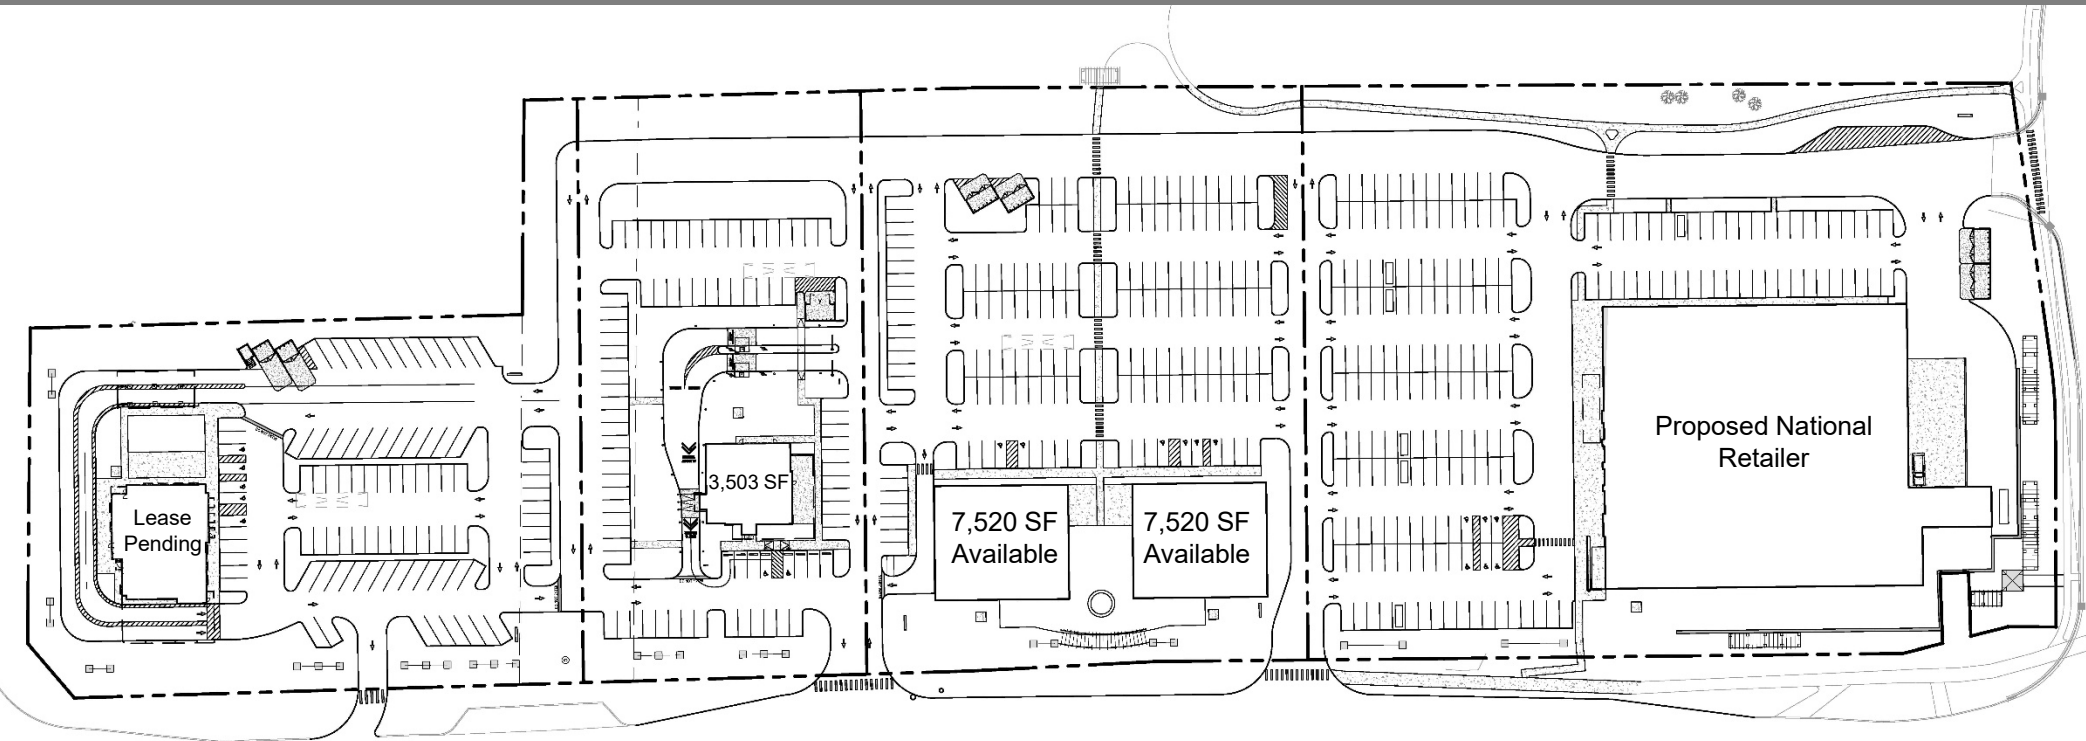 Lease
Pending
3,503 SF
7,520 SF
Available
7,520 SF
Available
Proposed National
Retailer